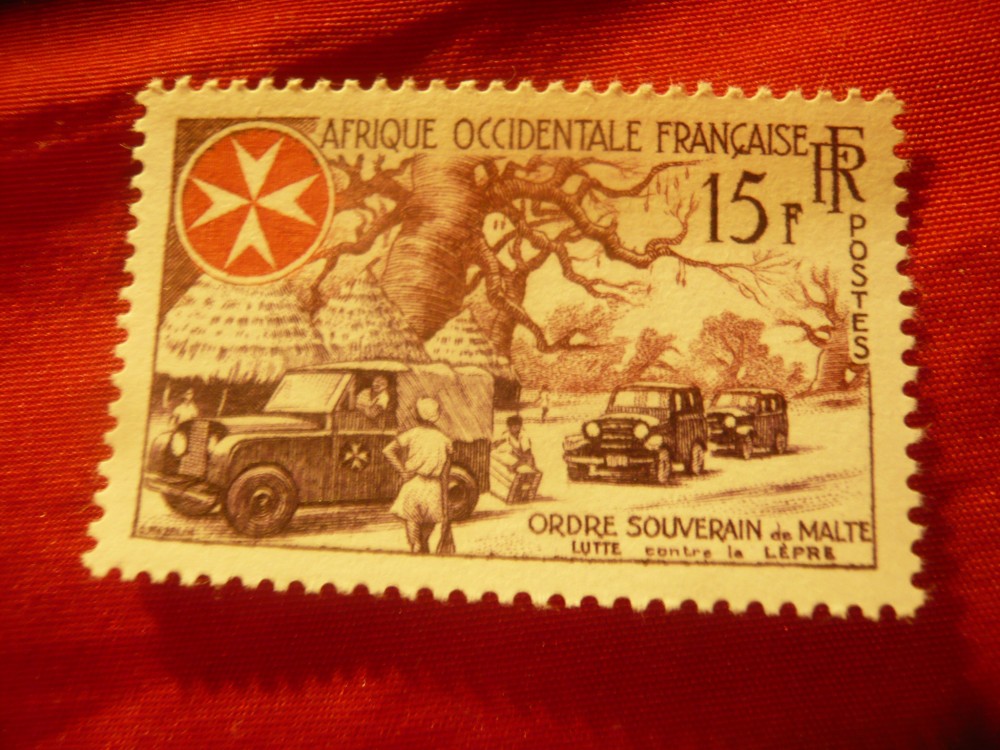 AFRIQUE OCCIDENTALE FRANÇAISE
RF
15F
POSTES
ORDRE SOUVERAIN de MALTE
LUTTE contre la LÈPRE